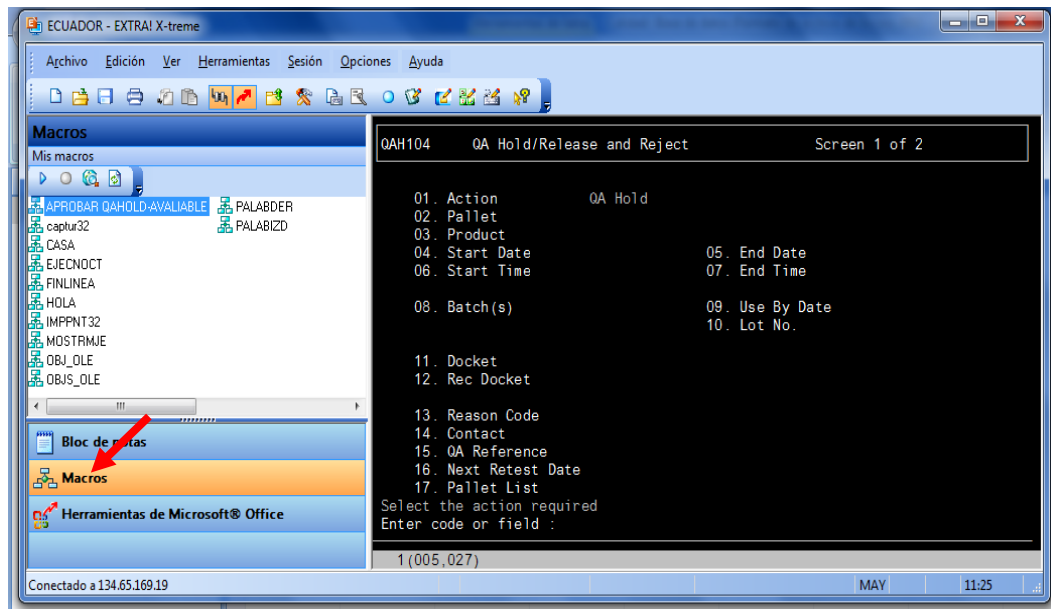 ECUADOR - EXTRA! X-treme
Archivo Edición Ver Herramientas Sesión Opciones Ayuda
Macros
Mis macros
APROBAR QAHOLD-AVALIABLE PALABDER
captur32 PALABIZD
CASA
EJECNOCT
FINLINEA
HOLA
IMPPNT32
MOSTRMJE
OBJ_OLE
OBJS_OLE
Bloc de notas
Macros
Herramientas de Microsoft® Office
QAH104 QA Hold/Release and Reject Screen 1 of 2
01. Action QA Hold
02. Pallet
03. Product
04. Start Date 05. End Date
06. Start Time 07. End Time
08. Batch(s) 09. Use By Date
10. Lot No.
11. Docket
12. Rec Docket
13. Reason Code
14. Contact
15. QA Reference
16. Next Retest Date
17. Pallet List
Select the action required
Enter code or field :
1(005,027)
Conectado a 134.65.169.19 MAY 11:25